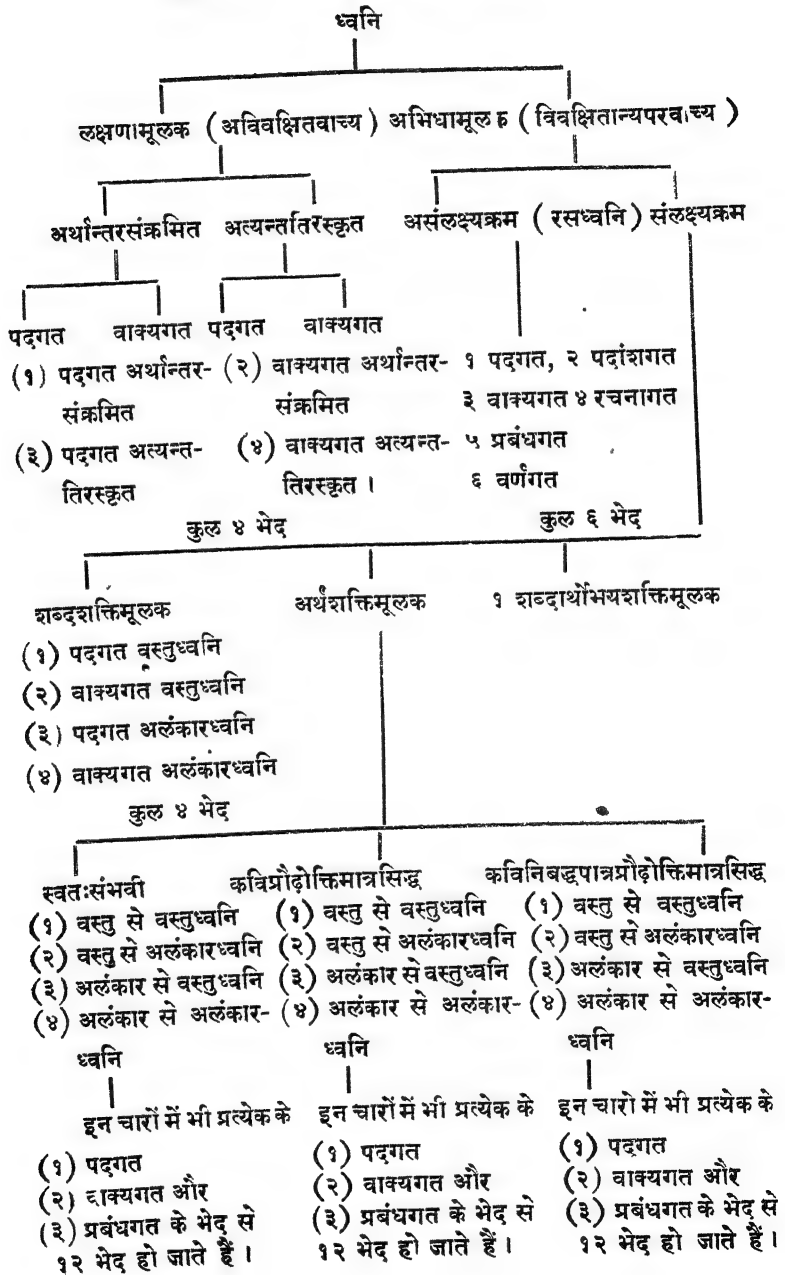 ध्वनि
लक्षणामूलक (अविवक्षितवाच्य) अभिधामूलक (विवक्षितान्यपरवाच्य)
अर्थान्तरसंक्रमित अत्यन्तातरस्कृत असंलक्ष्यक्रम (रसध्वनि) संलक्ष्यक्रम
पदगत वाक्यगत पदगत वाक्यगत
(१) पदगत अर्थान्तर- (२) वाक्यगत अर्थान्तर- १ पदगत, २ पदांशगत
संक्रमित संक्रमित ३ वाक्यगत ४ रचनागत
(३) पदगत अत्यन्त- (४) वाक्यगत अत्यन्त- ५ प्रबंधगत
तिरस्कृत तिरस्कृत । ६ वर्णगत
कुल ४ भेद कुल ६ भेद
शब्दशक्तिमूलक अर्थशक्तिमूलक १ शब्दार्थोभयशक्तिमूलक
(१) पदगत वस्तुध्वनि
(२) वाक्यगत वस्तुध्वनि
(३) पदगत अलंकारध्वनि
(४) वाक्यगत अलंकारध्वनि
कुल ४ भेद
स्वतःसंभवी कविप्रौढ़ोक्तिमात्रसिद्ध कविनिबद्धपात्रप्रौढ़ोक्तिमात्रसिद्ध
(१) वस्तु से वस्तुध्वनि (१) वस्तु से वस्तुध्वनि (१) वस्तु से वस्तुध्वनि
(२) वस्तु से अलंकारध्वनि (२) वस्तु से अलंकारध्वनि (२) वस्तु से अलंकारध्वनि
(३) अलंकार से वस्तुध्वनि (३) अलंकार से वस्तुध्वनि (३) अलंकार से वस्तुध्वनि
(४) अलंकार से अलंकार- (४) अलंकार से अलंकार- (४) अलंकार से अलंकार-
ध्वनि ध्वनि ध्वनि
इन चारों में भी प्रत्येक के इन चारों में भी प्रत्येक के इन चारो में भी प्रत्येक के
(१) पदगत (१) पदगत (१) पदगत
(२) वाक्यगत और (२) वाक्यगत और (२) वाक्यगत और
(३) प्रबंधगत के भेद से (३) प्रबंधगत के भेद से (३) प्रबंधगत के भेद से
१२ भेद हो जाते हैं । १२ भेद हो जाते हैं । १२ भेद हो जाते हैं ।